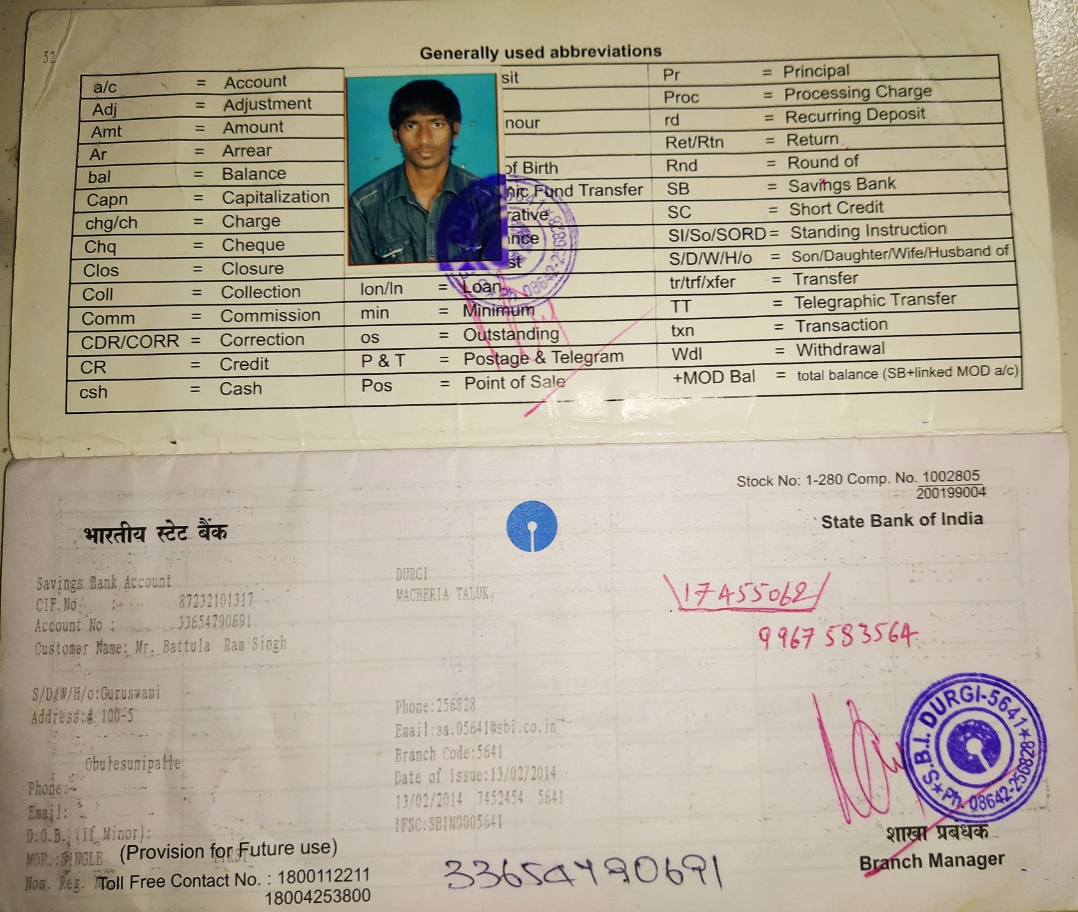 52
Generally used abbreviations
a/c = Account
Adj = Adjustment
Amt = Amount
Ar = Arrear
bal = Balance
Capn = Capitalization
chg/ch = Charge
Chq = Cheque
Clos = Closure
Coll = Collection
Comm = Commission
CDR/CORR = Correction
CR = Credit
csh = Cash
sit
nour
of Birth
nic Fund Transfer
rative
nce
st
lon/ln = Loan
min = Minimum
os = Outstanding
P & T = Postage & Telegram
Pos = Point of Sale
Pr = Principal
Proc = Processing Charge
rd = Recurring Deposit
Ret/Rtn = Return
Rnd = Round of
SB = Savings Bank
SC = Short Credit
SI/So/SORD = Standing Instruction
S/D/W/H/o = Son/Daughter/Wife/Husband of
tr/trf/xfer = Transfer
TT = Telegraphic Transfer
txn = Transaction
Wdl = Withdrawal
+MOD Bal = total balance (SB+linked MOD a/c)
5641★
Ph 08642-256828
Stock No: 1-280 Comp. No. 1002805
200199004
भारतीय स्टेट बैंक
State Bank of India
Savings Bank Account
CIF.No : 87232101317
Account No : 33654790691
Customer Name: Mr. Battula Ram Singh
S/D/W/H/o:Guruswami
Address:# 10D-5
Obulesunipalle
Phone:-
Email:
D.O.B. (If Minor):
MOP.:SINGLE
Nom. Reg.
(Provision for Future use)
Toll Free Contact No. : 1800112211
18004253800
DURGI
MACHERLA TALUK,
Phone:256828
Email:sa.05641@sbi.co.in
Branch Code:5641
Date of Issue:13/02/2014
13/02/2014 7452454 5641
IFSC:SBIN0005641
17455062
9967583564
S.B.I. DURGI-5641★
★Ph. 08642-256828
शाखा प्रबंधक
Branch Manager
33654790691